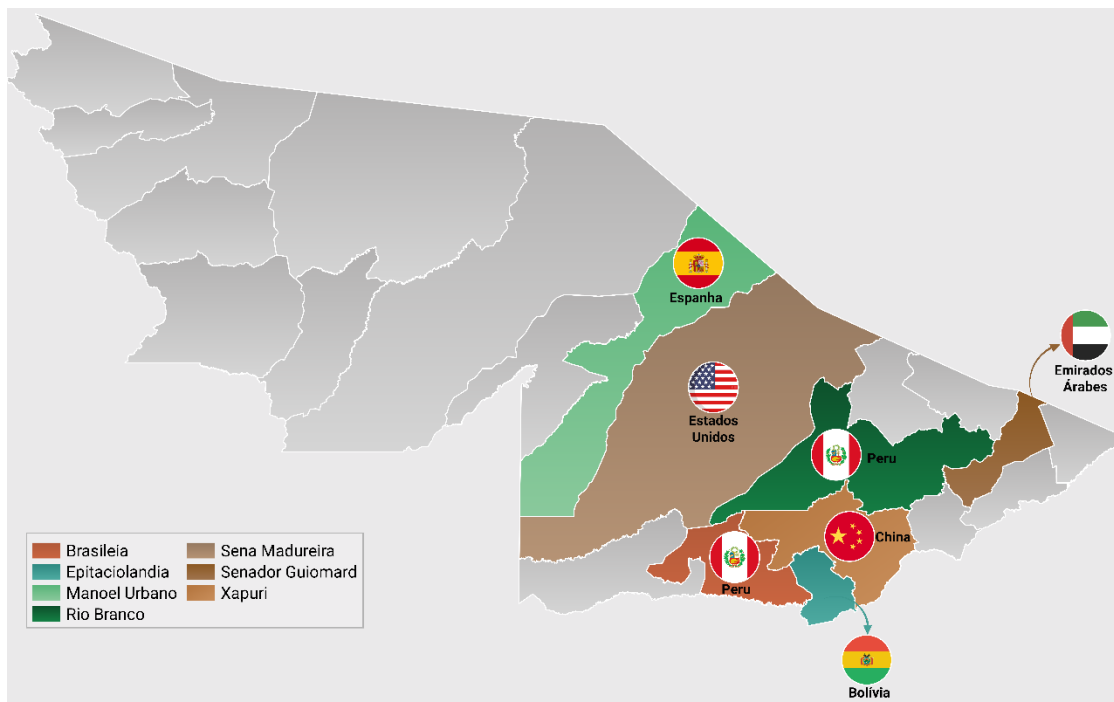 Espanha
Emirados
Árabes
Estados
Unidos
Peru
China
Peru
Bolívia
Brasileia
Epitaciolandia
Manoel Urbano
Rio Branco
Sena Madureira
Senador Guiomard
Xapuri